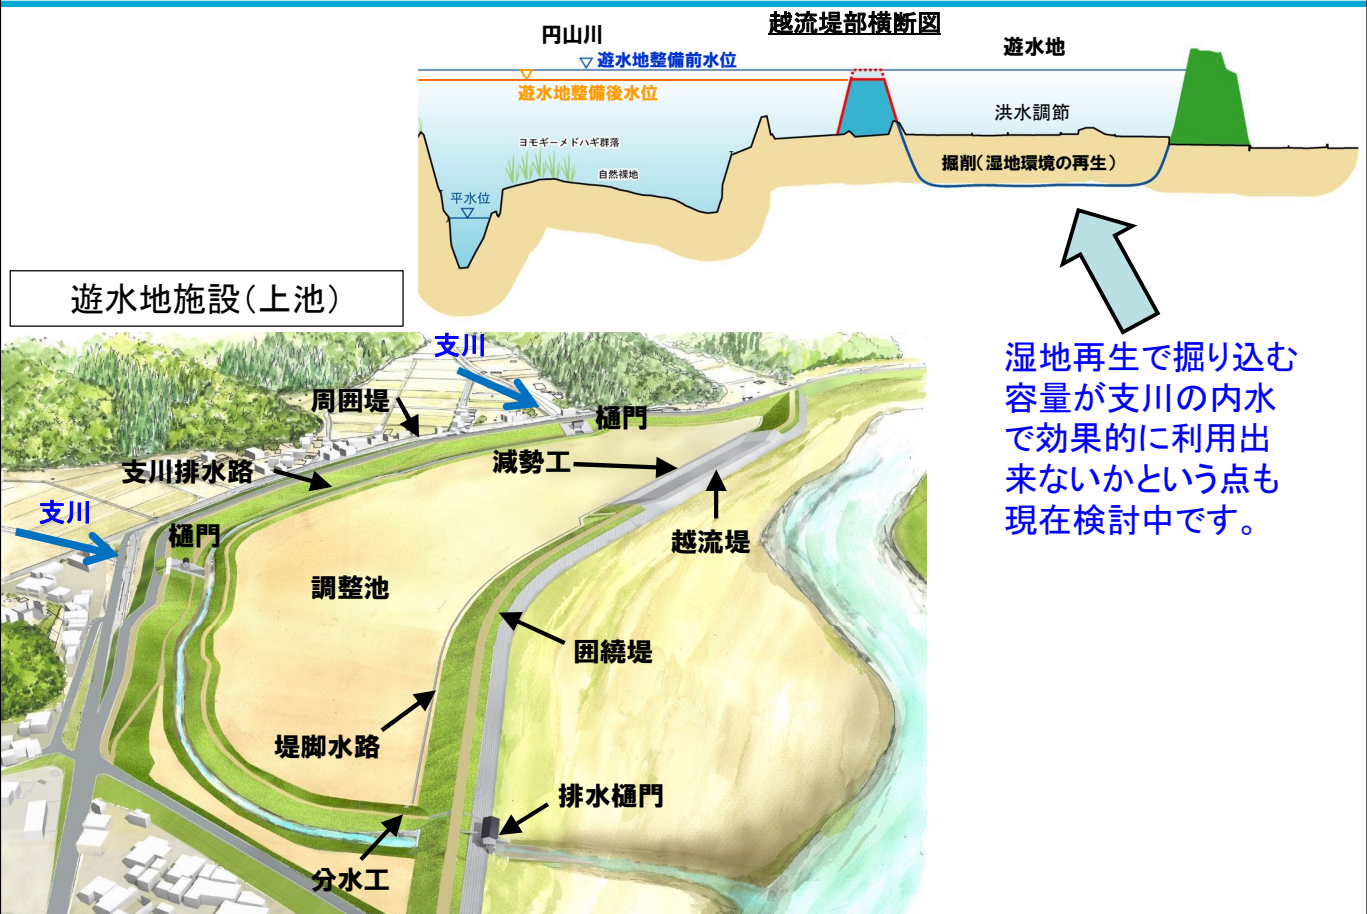 越流堤部横断図
円山川
遊水地
遊水地整備前水位
遊水地整備後水位
洪水調節
ヨモギーメドハギ群落
自然裸地
掘削(湿地環境の再生)
平水位
遊水地施設(上池)
湿地再生で掘り込む
容量が支川の内水
で効果的に利用出
来ないかという点も
現在検討中です。
支川
周囲堤
樋門
減勢工
支川排水路
支川
樋門
越流堤
調整池
囲繞堤
堤脚水路
排水樋門
分水工